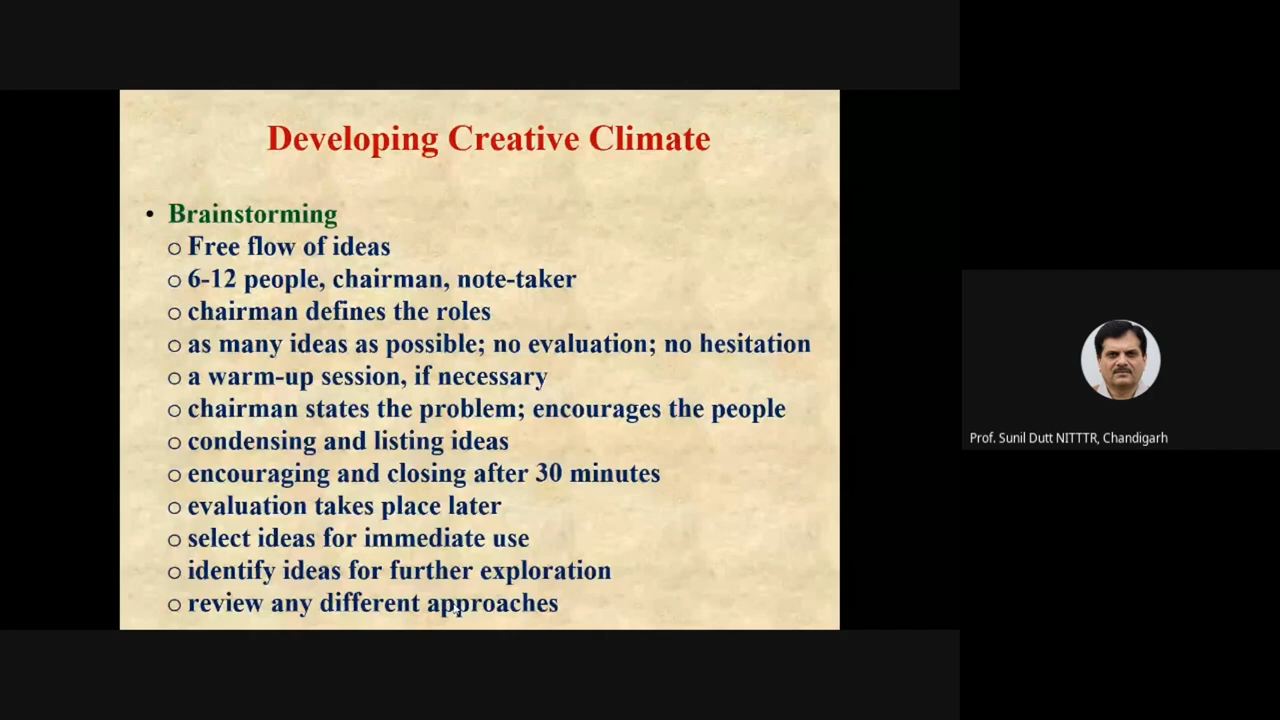 Developing Creative Climate
• Brainstorming
o Free flow of ideas
o 6-12 people, chairman, note-taker
o chairman defines the roles
o as many ideas as possible; no evaluation; no hesitation
o a warm-up session, if necessary
o chairman states the problem; encourages the people
o condensing and listing ideas
o encouraging and closing after 30 minutes
o evaluation takes place later
o select ideas for immediate use
o identify ideas for further exploration
o review any different approaches
Prof. Sunil Dutt NITTTR, Chandigarh